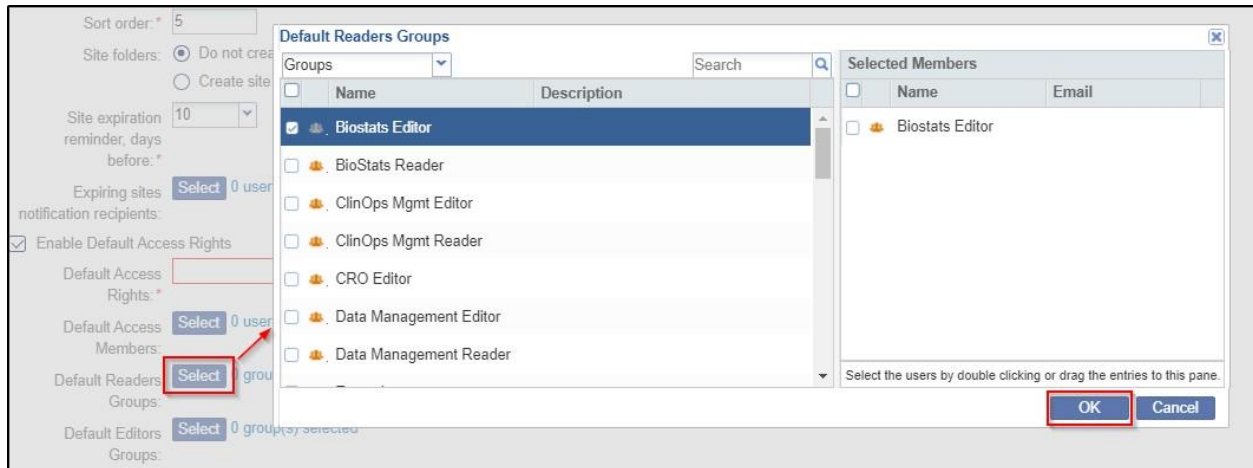 Sort order:* 5
Site folders: Do not crea
Create site
Site expiration reminder, days before:* 10
Expiring sites notification recipients: Select 0 user
Enable Default Access Rights
Default Access Rights:*
Default Access Members: Select 0 user
Default Readers Groups: Select grou
Default Editors Groups: Select 0 group(s) selected
Default Readers Groups
Groups Search
Name Description
Biostats Editor
BioStats Reader
ClinOps Mgmt Editor
ClinOps Mgmt Reader
CRO Editor
Data Management Editor
Data Management Reader
Selected Members
Name Email
Biostats Editor
Select the users by double clicking or drag the entries to this pane.
OK Cancel